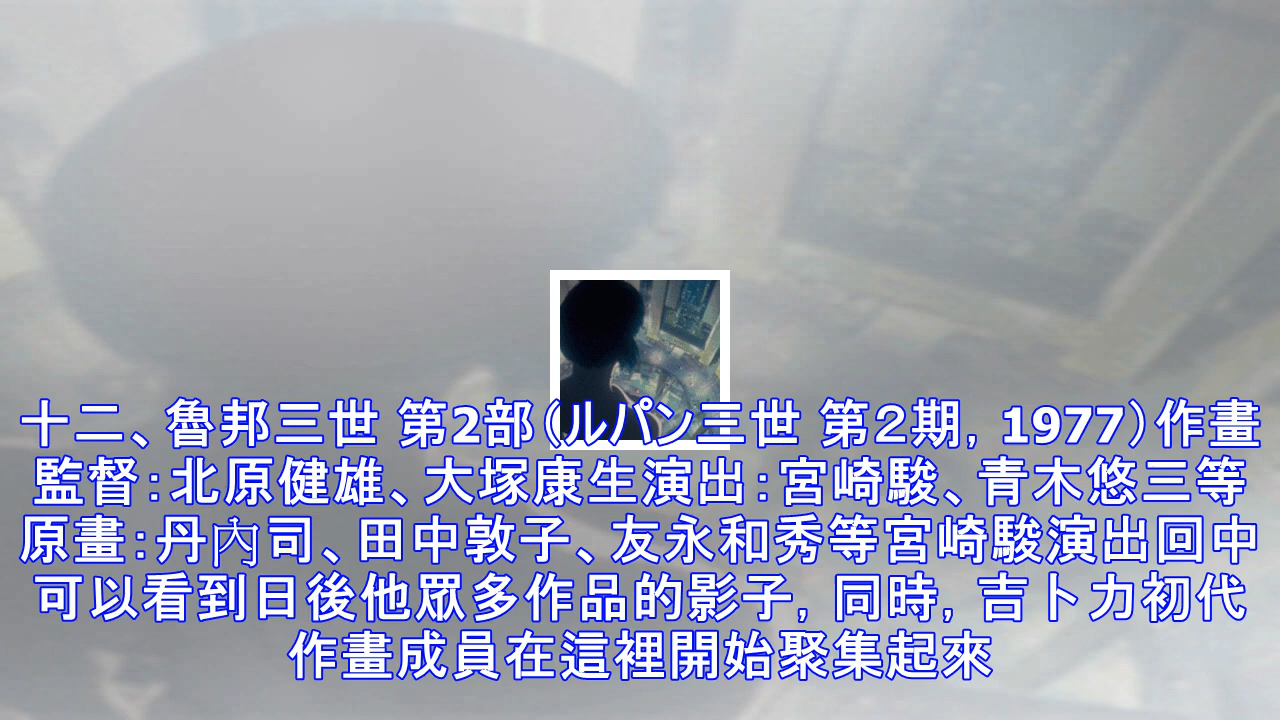 十二、魯邦三世 第2部（ルパン三世 第２期, 1977）作畫
監督：北原健雄、大塚康生演出：宮崎駿、青木悠三等
原畫：丹內司、田中敦子、友永和秀等宮崎駿演出回中
可以看到日後他眾多作品的影子, 同時, 吉卜力初代
作畫成員在這裡開始聚集起來